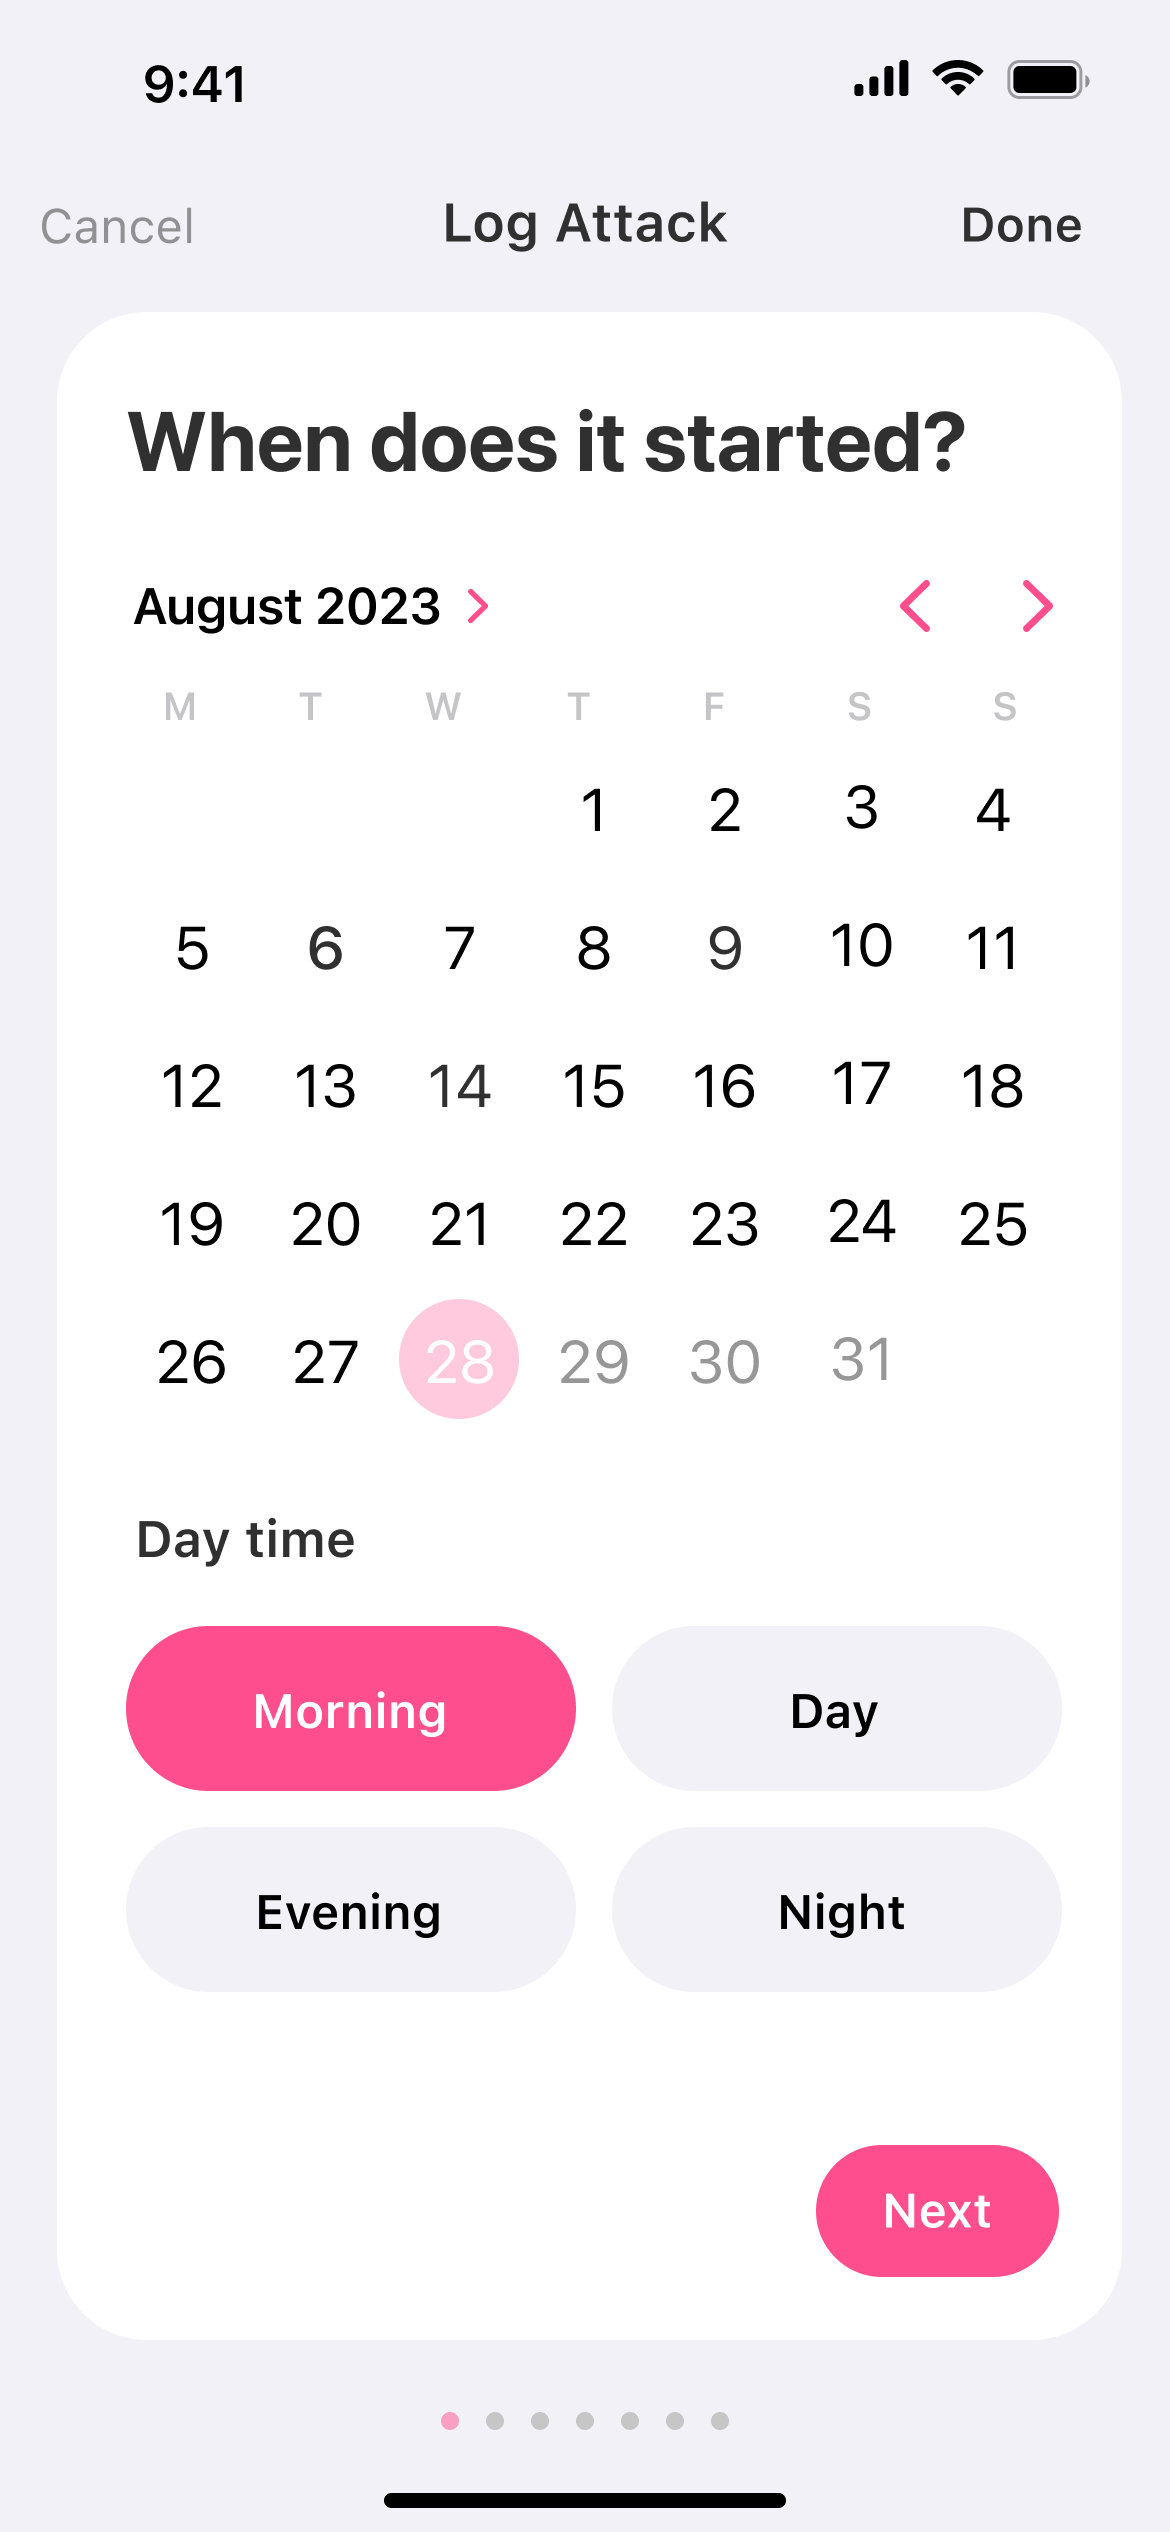 9:41
Cancel Log Attack Done
When does it started?
August 2023
M T W T F S S
1 2 3 4
5 6 7 8 9 10 11
12 13 14 15 16 17 18
19 20 21 22 23 24 25
26 27 28 29 30 31
Day time
Morning Day
Evening Night
Next